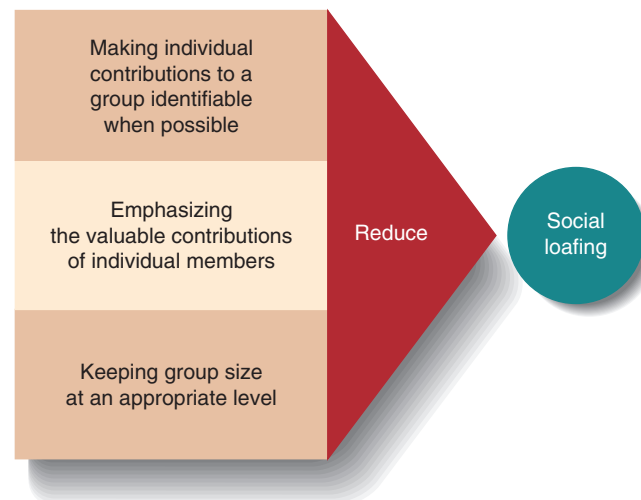 Making individual
contributions to a
group identifiable
when possible
Emphasizing
the valuable contributions
of individual members
Keeping group size
at an appropriate level
Reduce
Social
loafing